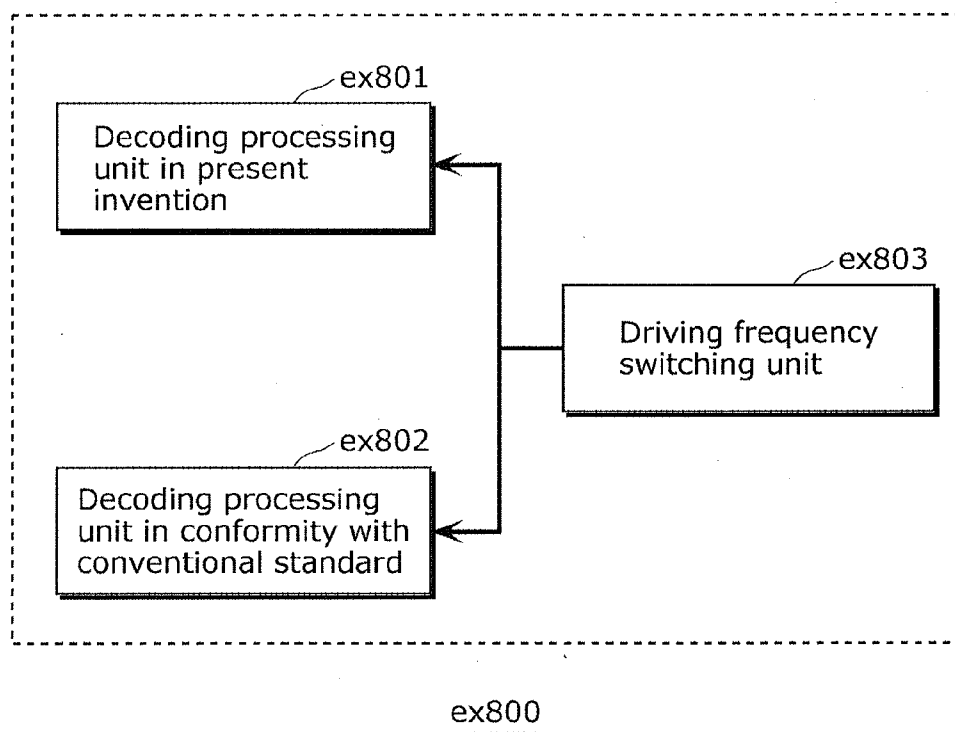 ex801
Decoding processing
unit in present
invention
ex803
Driving frequency
switching unit
ex802
Decoding processing
unit in conformity with
conventional standard
ex800